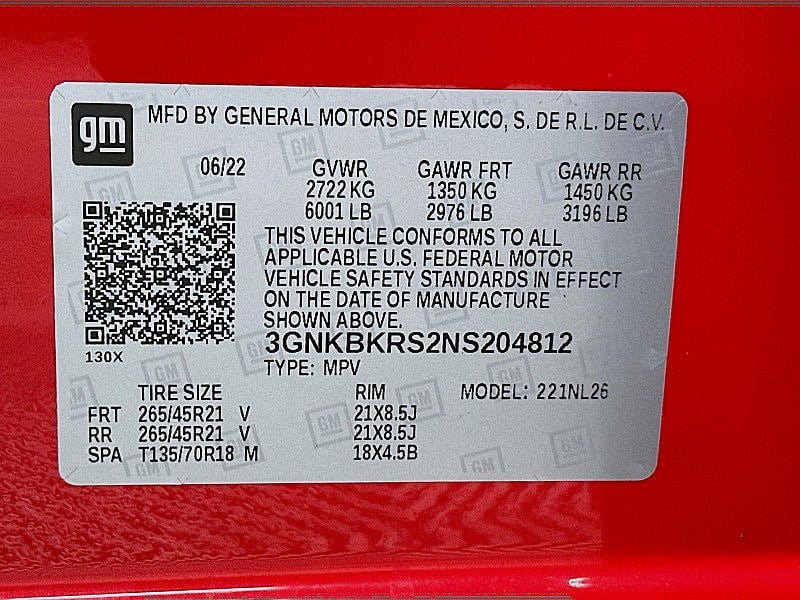 gm
MFD BY GENERAL MOTORS DE MEXICO, S. DE R.L. DE C.V.
06/22 GVWR GAWR FRT GAWR RR
2722 KG 1350 KG 1450 KG
6001 LB 2976 LB 3196 LB
THIS VEHICLE CONFORMS TO ALL
APPLICABLE U.S. FEDERAL MOTOR
VEHICLE SAFETY STANDARDS IN EFFECT
ON THE DATE OF MANUFACTURE
SHOWN ABOVE.
3GNKBKRS2NS204812
130X
TYPE: MPV
TIRE SIZE RIM MODEL: 221NL26
FRT 265/45R21 V 21X8.5J
RR 265/45R21 V 21X8.5J
SPA T135/70R18 M 18X4.5B